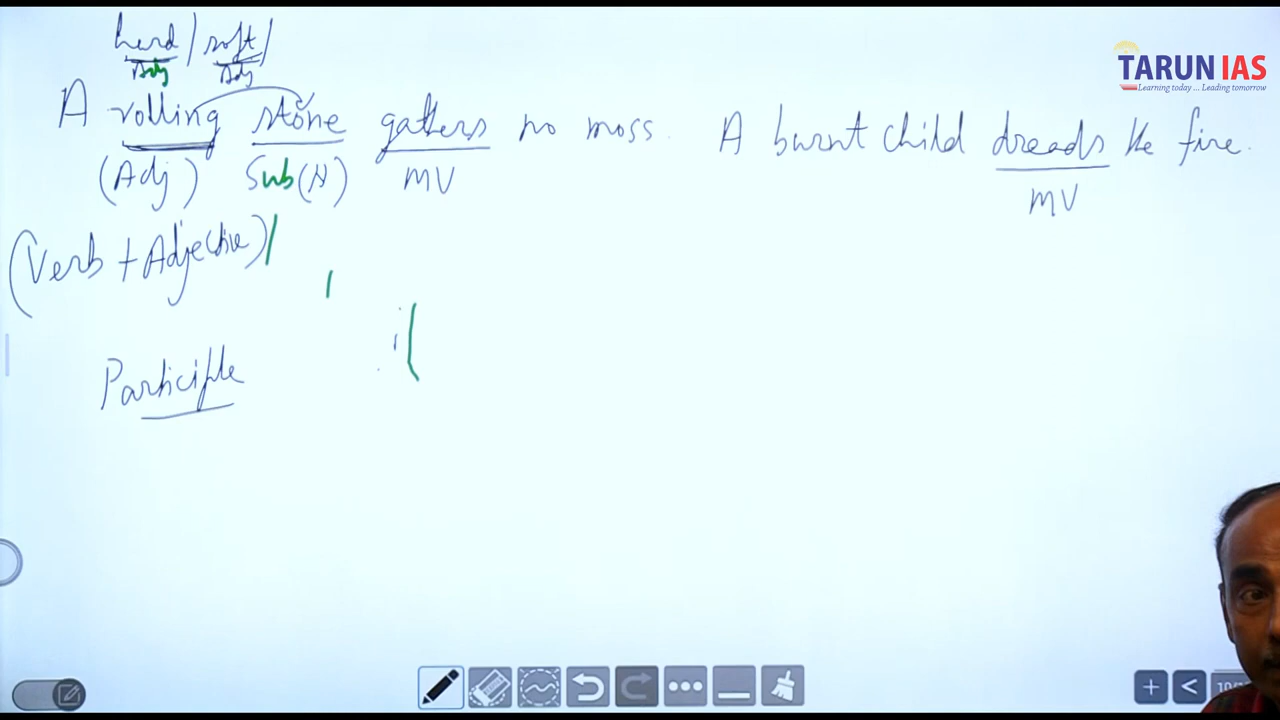 hard / soft /
Adj Adj
TARUN IAS
Learning today ... Leading tomorrow
A rolling stone gathers no moss. A burnt child dreads the fire.
(Adj) Sub (N) MV MV
(Verb + Adjective)
Participle